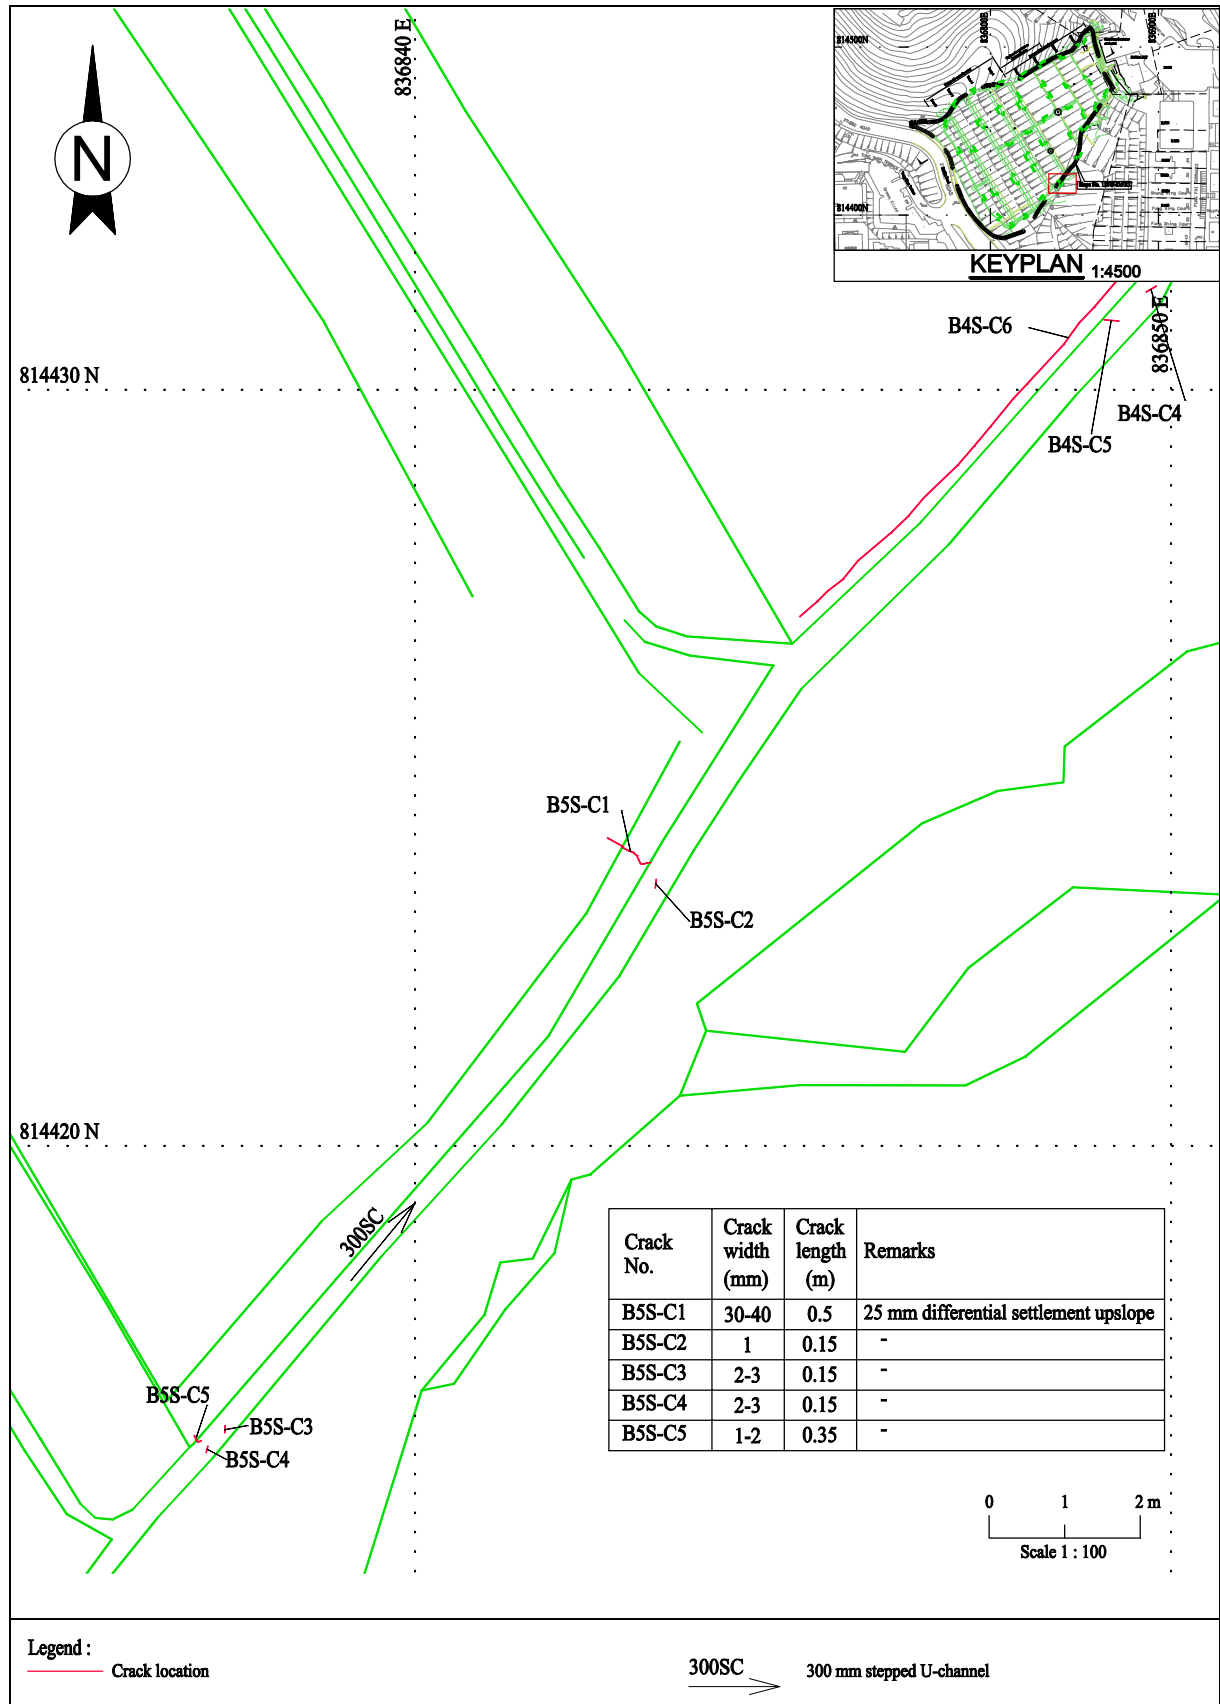 N
836840 E
814500N
836800E
836900E
814400N
KEYPLAN 1:4500
B4S-C6
836850 E
814430 N
B4S-C4
B4S-C5
B5S-C1
B5S-C2
814420 N
300SC
Crack No.
Crack width (mm)
Crack length (m)
Remarks
B5S-C1 30-40 0.5 25 mm differential settlement upslope
B5S-C2 1 0.15 -
B5S-C3 2-3 0.15 -
B5S-C4 2-3 0.15 -
B5S-C5 1-2 0.35 -
B5S-C5
B5S-C3
B5S-C4
0 1 2 m
Scale 1 : 100
Legend :
Crack location
300SC
300 mm stepped U-channel